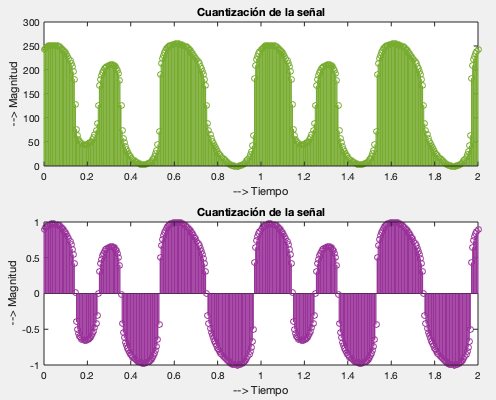 Cuantización de la señal
300
250
200
150
100
50
0
--> Magnitud
0 0.2 0.4 0.6 0.8 1 1.2 1.4 1.6 1.8 2
--> Tiempo
Cuantización de la señal
1
0.5
0
-0.5
-1
--> Magnitud
0 0.2 0.4 0.6 0.8 1 1.2 1.4 1.6 1.8 2
--> Tiempo